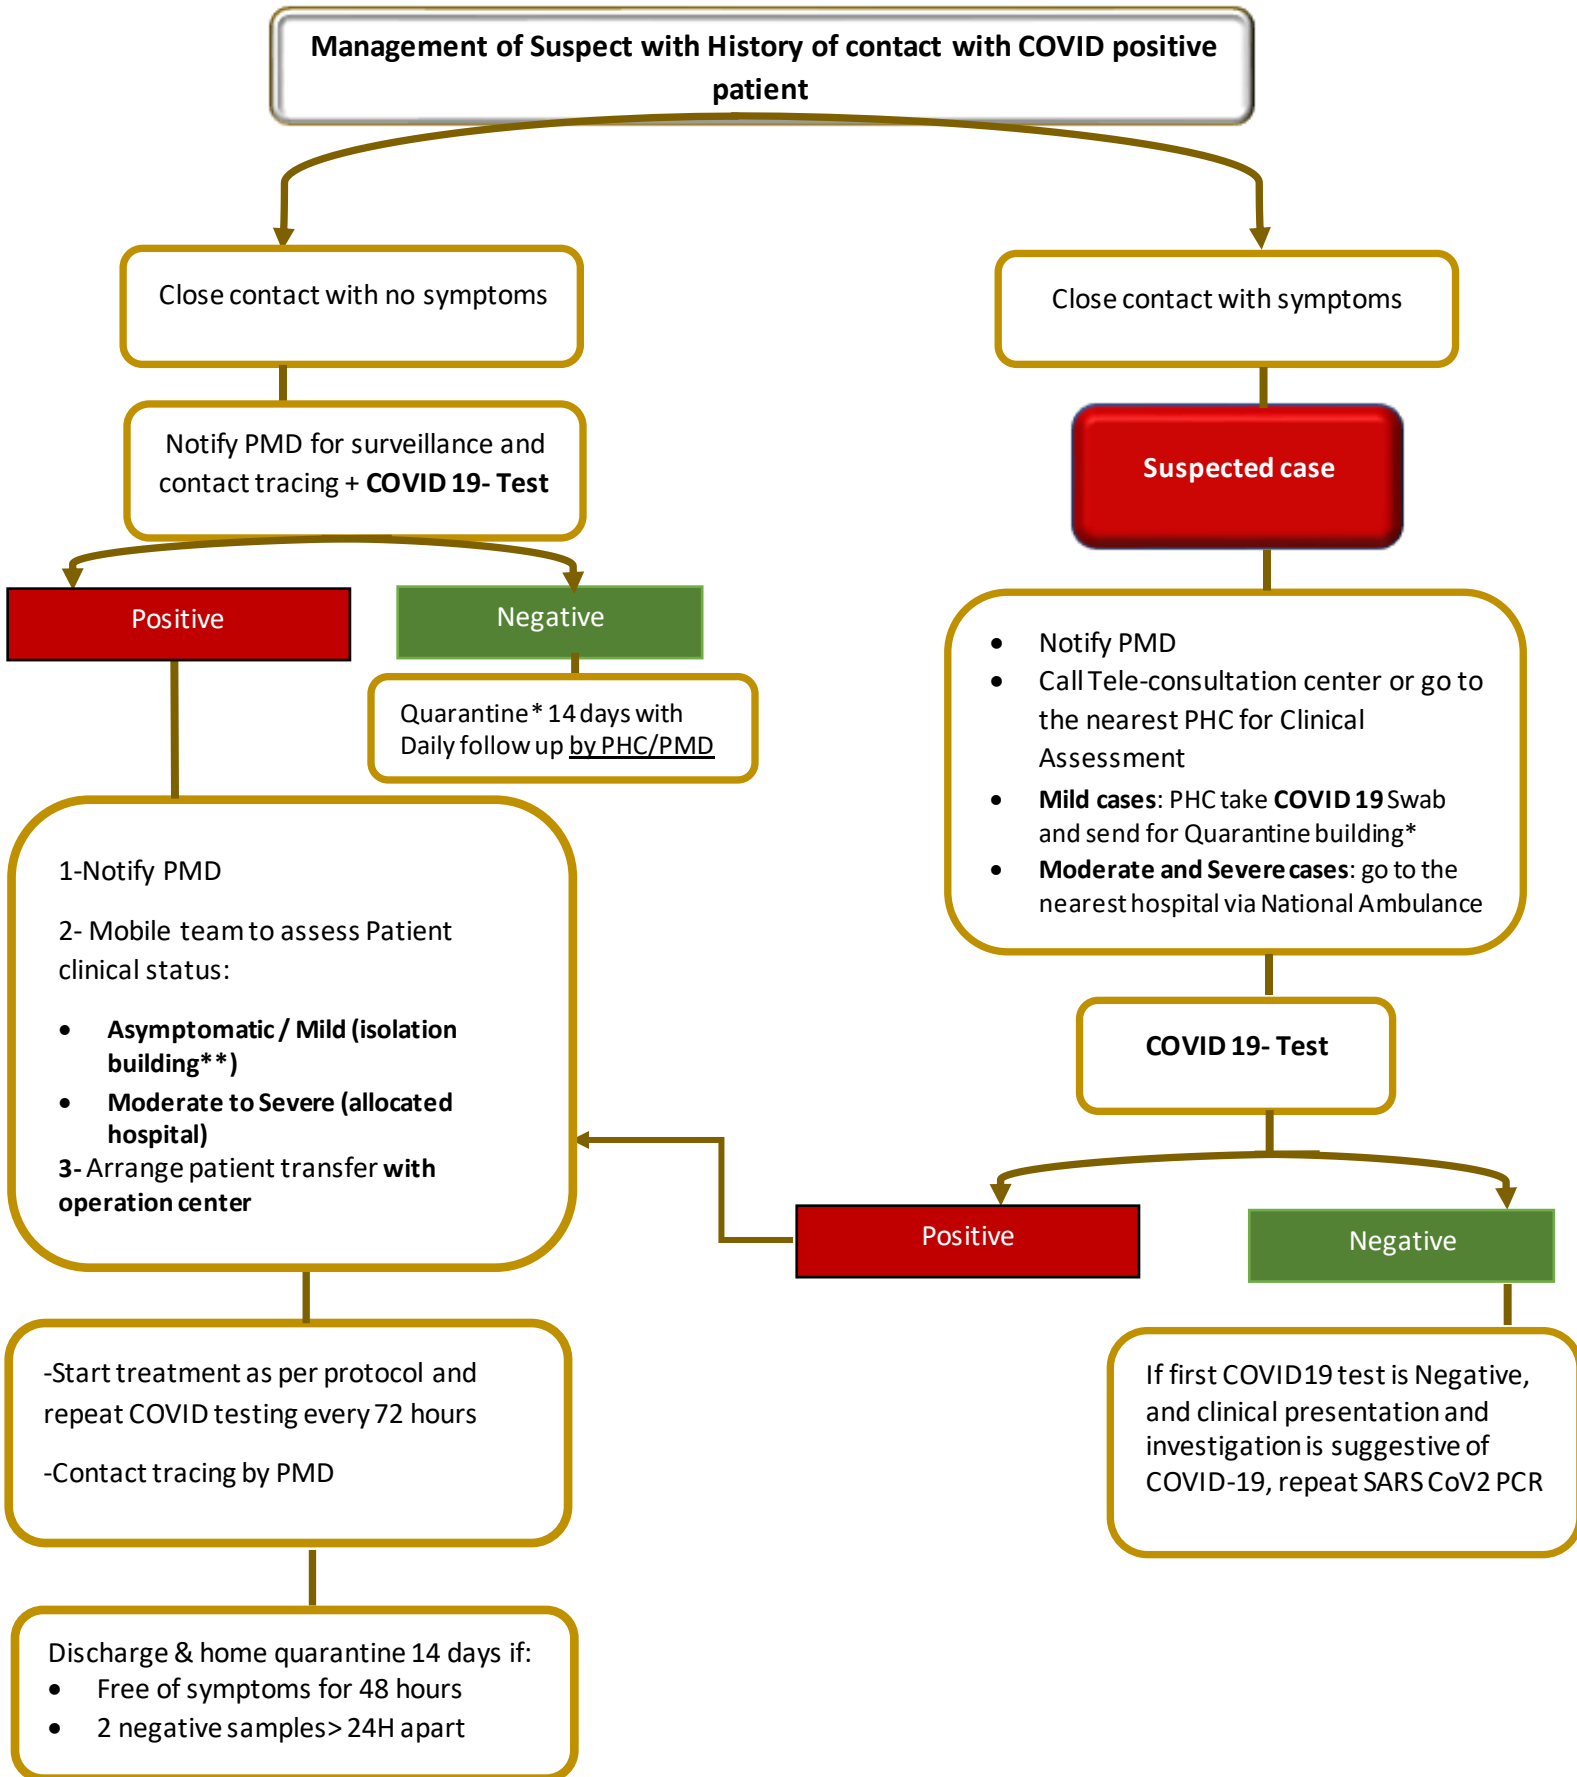 Management of Suspect with History of contact with COVID positive
patient
Close contact with no symptoms
Notify PMD for surveillance and
contact tracing + COVID 19- Test
Positive
Negative
Quarantine* 14 days with
Daily follow up by PHC/PMD
1-Notify PMD
2- Mobile team to assess Patient
clinical status:
• Asymptomatic / Mild (isolation
building**)
• Moderate to Severe (allocated
hospital)
3- Arrange patient transfer with
operation center
-Start treatment as per protocol and
repeat COVID testing every 72 hours
-Contact tracing by PMD
Discharge & home quarantine 14 days if:
• Free of symptoms for 48 hours
• 2 negative samples> 24H apart
Close contact with symptoms
Suspected case
• Notify PMD
• Call Tele-consultation center or go to
the nearest PHC for Clinical
Assessment
• Mild cases: PHC take COVID 19 Swab
and send for Quarantine building*
• Moderate and Severe cases: go to the
nearest hospital via National Ambulance
COVID 19- Test
Positive
Negative
If first COVID19 test is Negative,
and clinical presentation and
investigation is suggestive of
COVID-19, repeat SARS CoV2 PCR